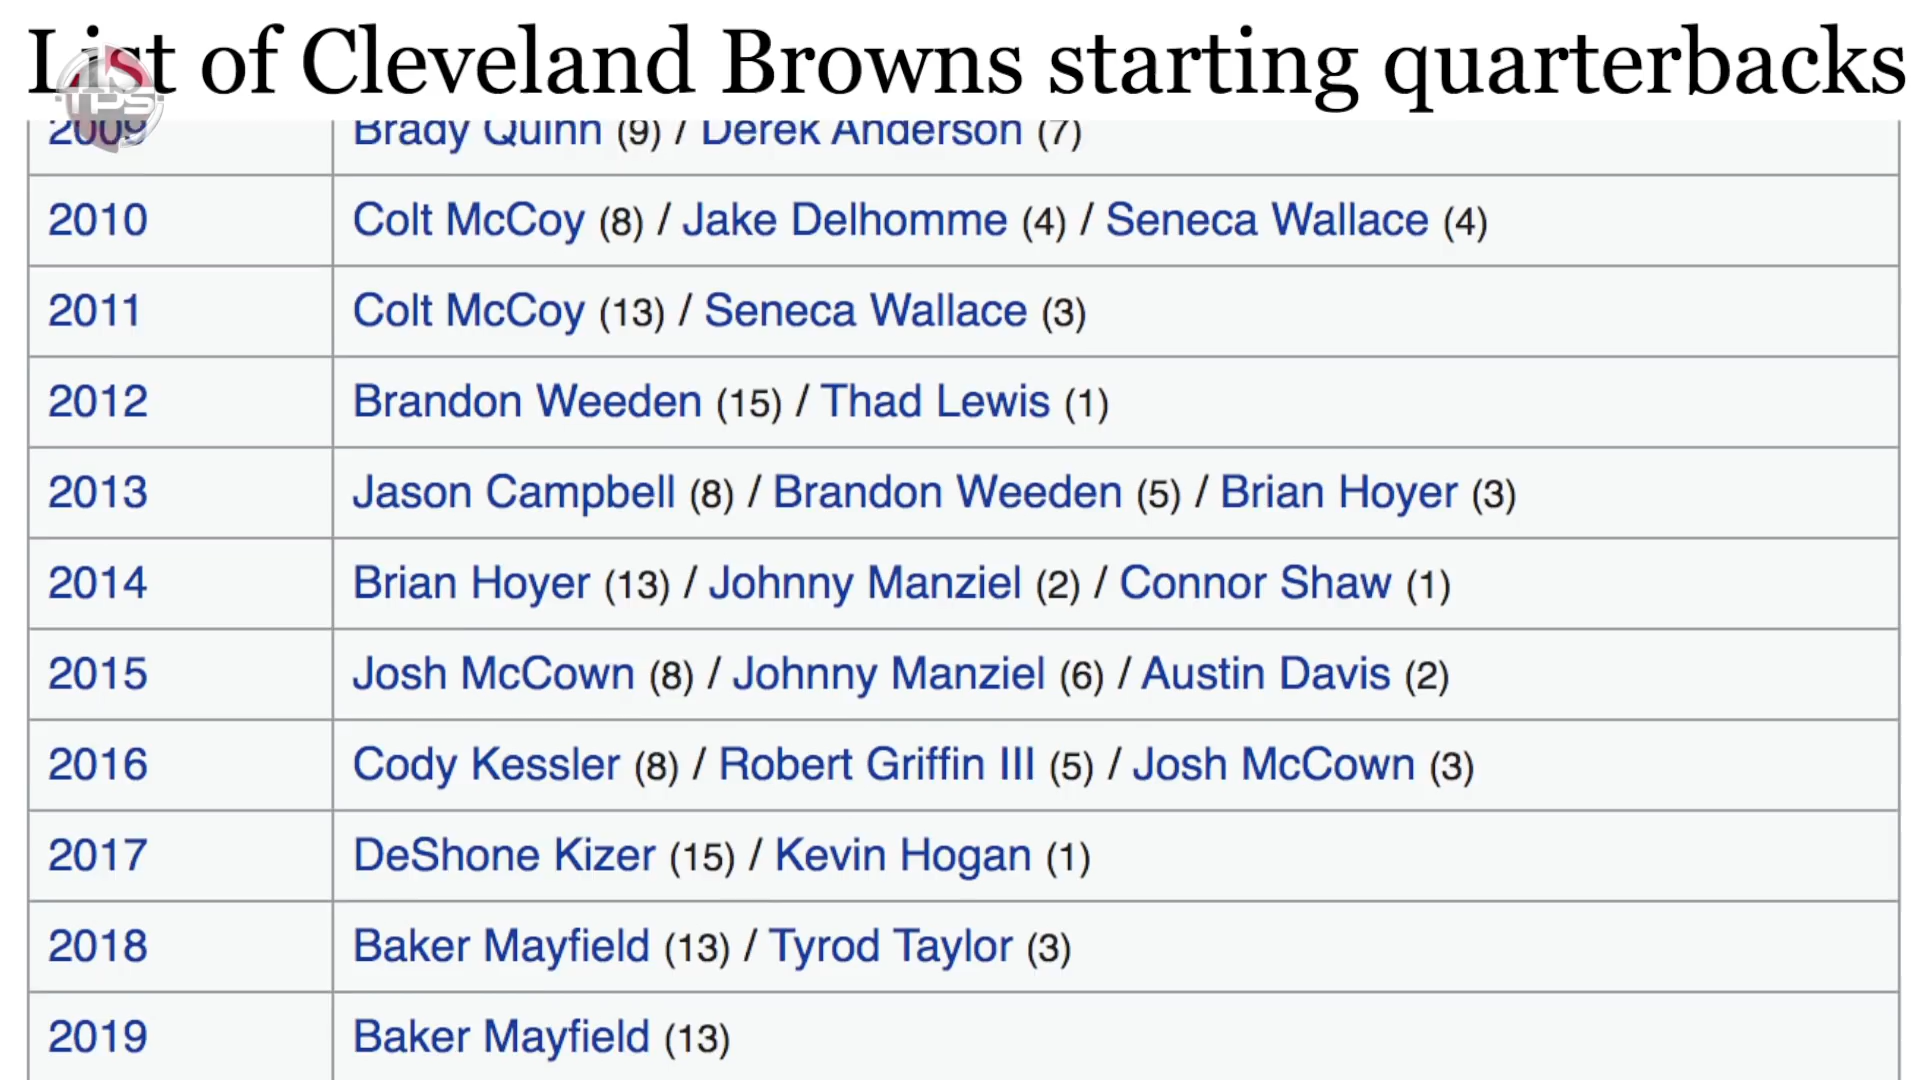 List of Cleveland Browns starting quarterbacks
TPS
2009 Brady Quinn (9) / Derek Anderson (7)
2010 Colt McCoy (8) / Jake Delhomme (4) / Seneca Wallace (4)
2011 Colt McCoy (13) / Seneca Wallace (3)
2012 Brandon Weeden (15) / Thad Lewis (1)
2013 Jason Campbell (8) / Brandon Weeden (5) / Brian Hoyer (3)
2014 Brian Hoyer (13) / Johnny Manziel (2) / Connor Shaw (1)
2015 Josh McCown (8) / Johnny Manziel (6) / Austin Davis (2)
2016 Cody Kessler (8) / Robert Griffin III (5) / Josh McCown (3)
2017 DeShone Kizer (15) / Kevin Hogan (1)
2018 Baker Mayfield (13) / Tyrod Taylor (3)
2019 Baker Mayfield (13)